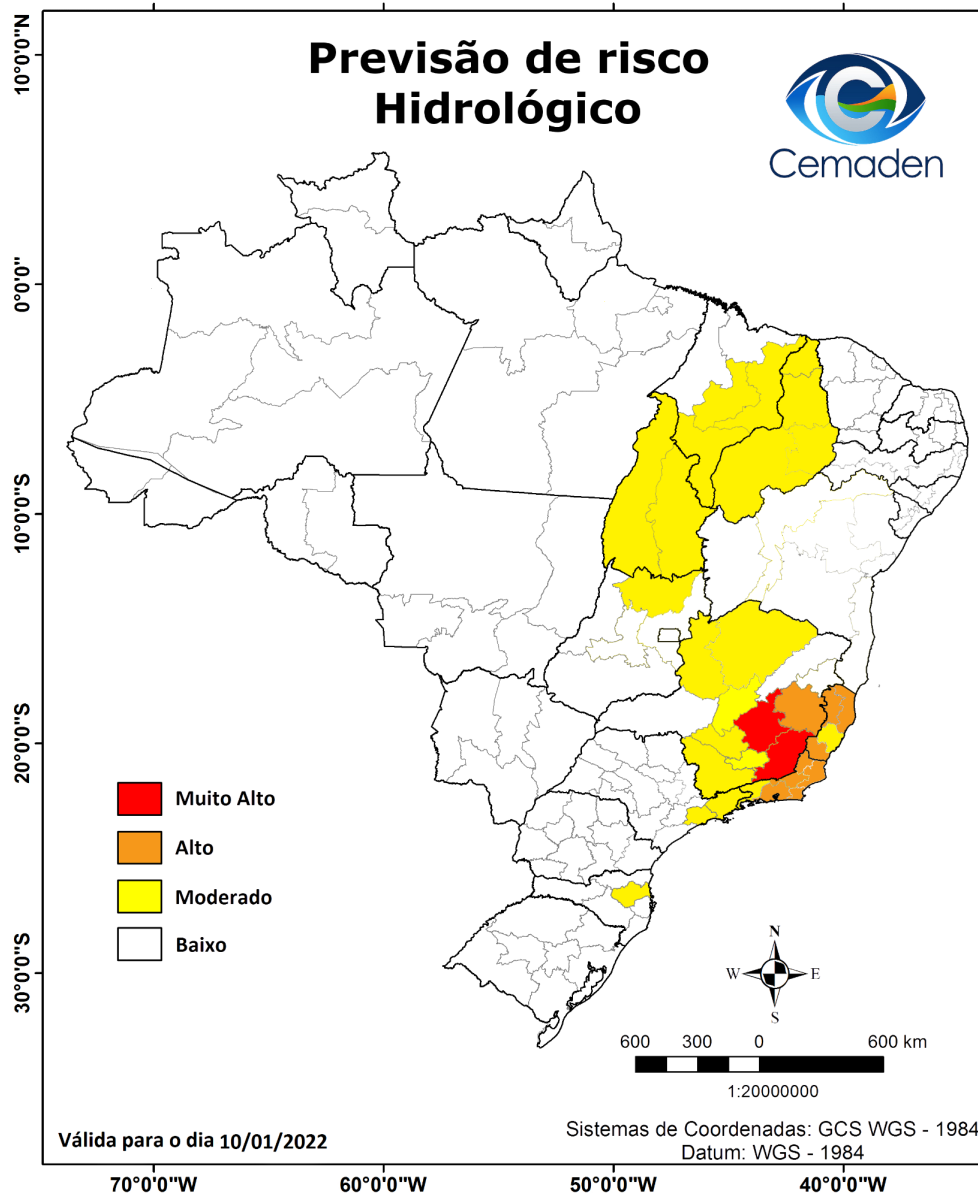 Previsão de risco
Hidrológico
Cemaden
10°0'0"N
0°0'0"
10°0'0"S
20°0'0"S
30°0'0"S
Muito Alto
Alto
Moderado
Baixo
N
W
E
S
600 300 0 600 km
1:20000000
Válida para o dia 10/01/2022
Sistemas de Coordenadas: GCS WGS - 1984
Datum: WGS - 1984
70°0'0"W 60°0'0"W 50°0'0"W 40°0'0"W